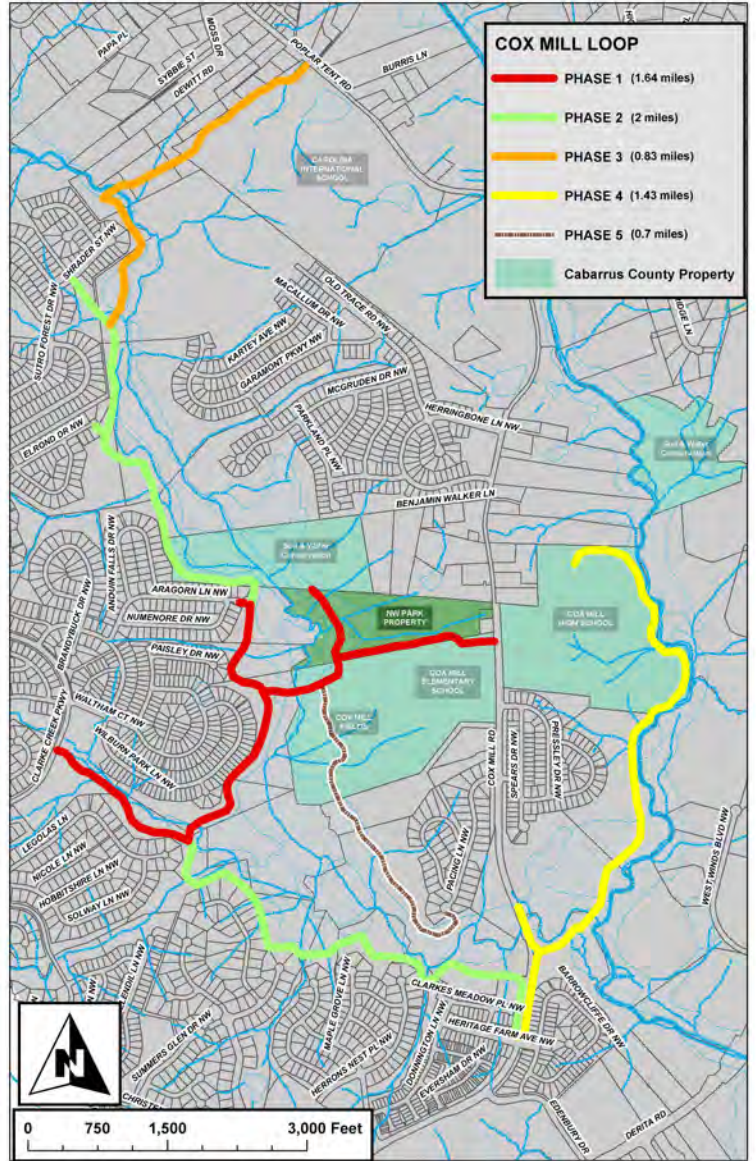 COX MILL LOOP
PHASE 1 (1.64 miles)
PHASE 2 (2 miles)
PHASE 3 (0.83 miles)
PHASE 4 (1.43 miles)
PHASE 5 (0.7 miles)
Cabarrus County Property
PAPA PL
SYBBIE ST
MOSS DR
DEWITT RD
POPLAR TENT RD
BURRIS LN
CAROLINA
INTERNATIONAL
SCHOOL
SHRADER ST NW
SUTRO FOREST DR NW
OLD TRACE RD NW
MACALLUM DR NW
KARTEY AVE NW
GARAMONT PKWY NW
MCGRUDEN DR NW
PARKLAND PL NW
HERRINGBONE LN NW
ELROND DR NW
Soil & Water
Conservation
BENJAMIN WALKER LN
ANDUIN FALLS DR NW
Soil & Water
Conservation
ARAGORN LN NW
BRANDYBUCK DR NW
NUMENORE DR NW
NW PARK
PROPERTY
COX MILL
HIGH SCHOOL
PAISLEY DR NW
COX MILL
ELEMENTARY
SCHOOL
WALTHAM CT NW
COX MILL
FIELDS
CLARKE CREEK PKWY
WILBURN PARK LN NW
COX MILL RD
SPEARS DR NW
PRESSLEY DR NW
LEGOLAS LN
NICOLE LN NW
HOBBITSHIRE LN NW
SOLWAY LN NW
PACING LN NW
WEST WINDS BLVD NW
CLARKES MEADOW PL NW
BARROWCLIFFE DR NW
MAPLE GROVE LN NW
HERITAGE FARM AVE NW
SUMMERS GLEN DR NW
HERRONS NEST PL NW
DONNINGTON LN NW
EVERSHAM DR NW
EDENBURY DR
DERITA RD
N
0 750 1,500 3,000 Feet